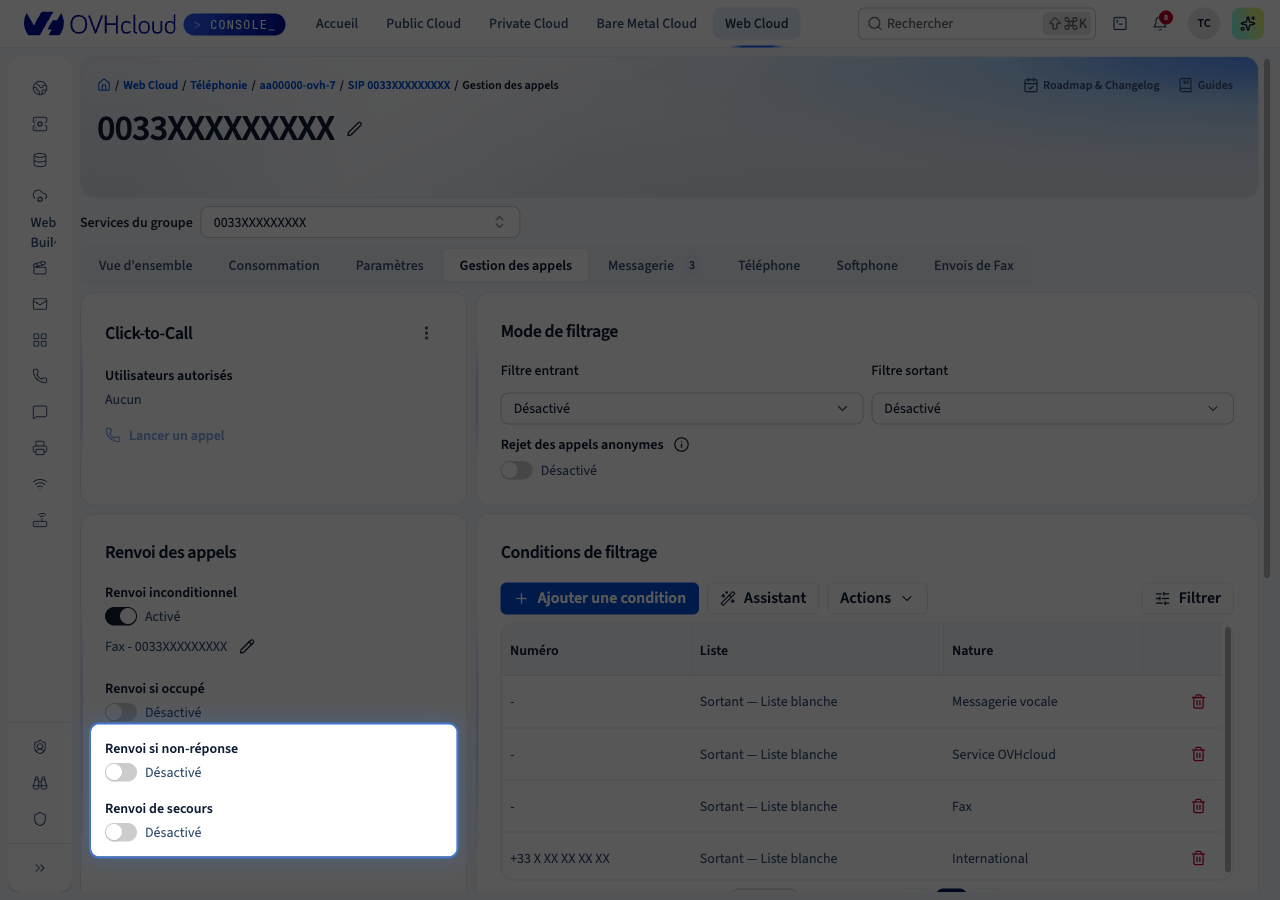 OVHcloud
> CONSOLE_
Accueil
Public Cloud
Private Cloud
Bare Metal Cloud
Web Cloud
Rechercher
⇧⌘K
8
TC
/ Web Cloud / Téléphonie / aa00000-ovh-7 / SIP 0033XXXXXXXXX / Gestion des appels
Roadmap & Changelog
Guides
0033XXXXXXXXX
Services du groupe
0033XXXXXXXXX
Web
Vue d'ensemble
Consommation
Paramètres
Gestion des appels
Messagerie 3
Téléphone
Softphone
Envois de Fax
Click-to-Call
Utilisateurs autorisés
Aucun
Lancer un appel
Mode de filtrage
Filtre entrant
Filtre sortant
Désactivé
Désactivé
Rejet des appels anonymes
Désactivé
Renvoi des appels
Renvoi inconditionnel
Activé
Fax - 0033XXXXXXXXX
Renvoi si occupé
Désactivé
Renvoi si non-réponse
Désactivé
Renvoi de secours
Désactivé
Conditions de filtrage
+ Ajouter une condition
Assistant
Actions
Filtrer
Numéro Liste Nature
- Sortant — Liste blanche Messagerie vocale
- Sortant — Liste blanche Service OVHcloud
- Sortant — Liste blanche Fax
+33 X XX XX XX XX Sortant — Liste blanche International